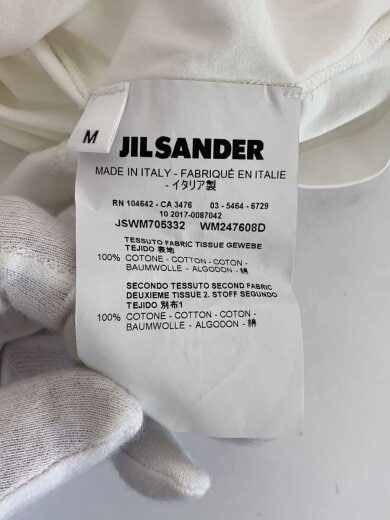 M
JIL SANDER
MADE IN ITALY - FABRIQUÉ EN ITALIE
- イタリア製
RN 104642 - CA 3476 03 - 5464 - 6729
10 2017-0087042
JSWM705332 WM247608D
TESSUTO FABRIC TISSUE GEWEBE
TEJIDO 表地
100% COTONE - COTTON - COTON -
BAUMWOLLE - ALGODON - 綿
SECONDO TESSUTO SECOND FABRIC
DEUXIEME TISSUE 2. STOFF SEGUNDO
TEJIDO 別布1
100% COTONE - COTTON - COTON -
BAUMWOLLE - ALGODON - 綿